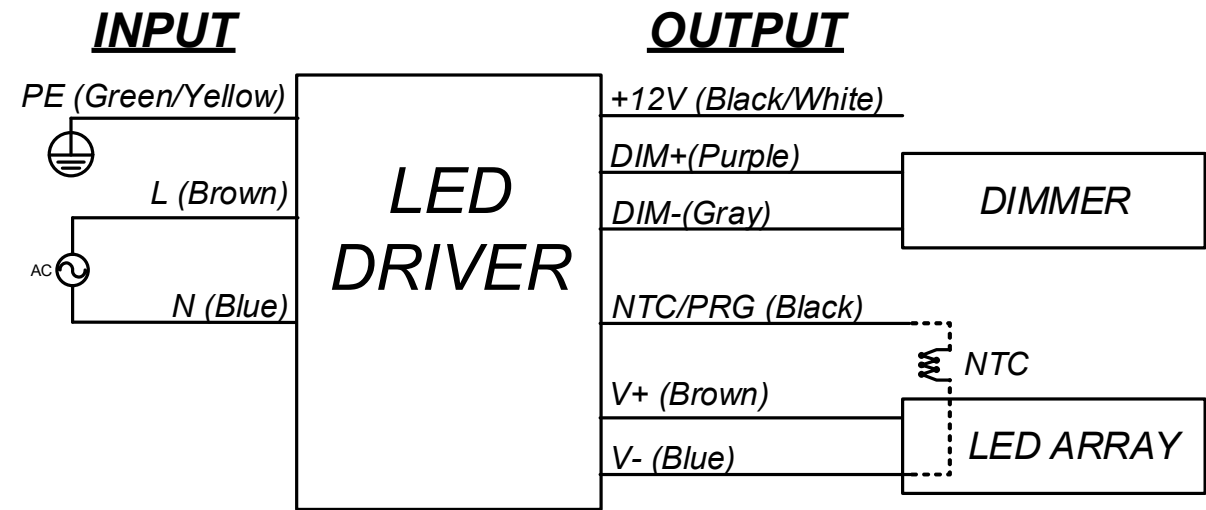 INPUT
OUTPUT
PE (Green/Yellow)
L (Brown)
AC
N (Blue)
LED
DRIVER
+12V (Black/White)
DIM+(Purple)
DIM-(Gray)
DIMMER
NTC/PRG (Black)
NTC
V+ (Brown)
V- (Blue)
LED ARRAY